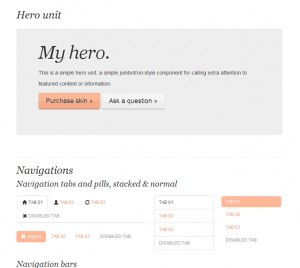 Hero unit
My hero.
This is a simple hero unit, a simple jumbotron-style component for calling extra attention to
featured content or information.
Purchase skin » Ask a question »
Navigations
Navigation tabs and pills, stacked & normal
TAB 01 TAB 02 TAB 03
DISABLED TAB
TAB 01 TAB 02 TAB 03 DISABLED TAB
TAB 01
TAB 02
TAB 03
DISABLED TAB
TAB 01
TAB 02
TAB 03
DISABLED TAB
Navigation bars